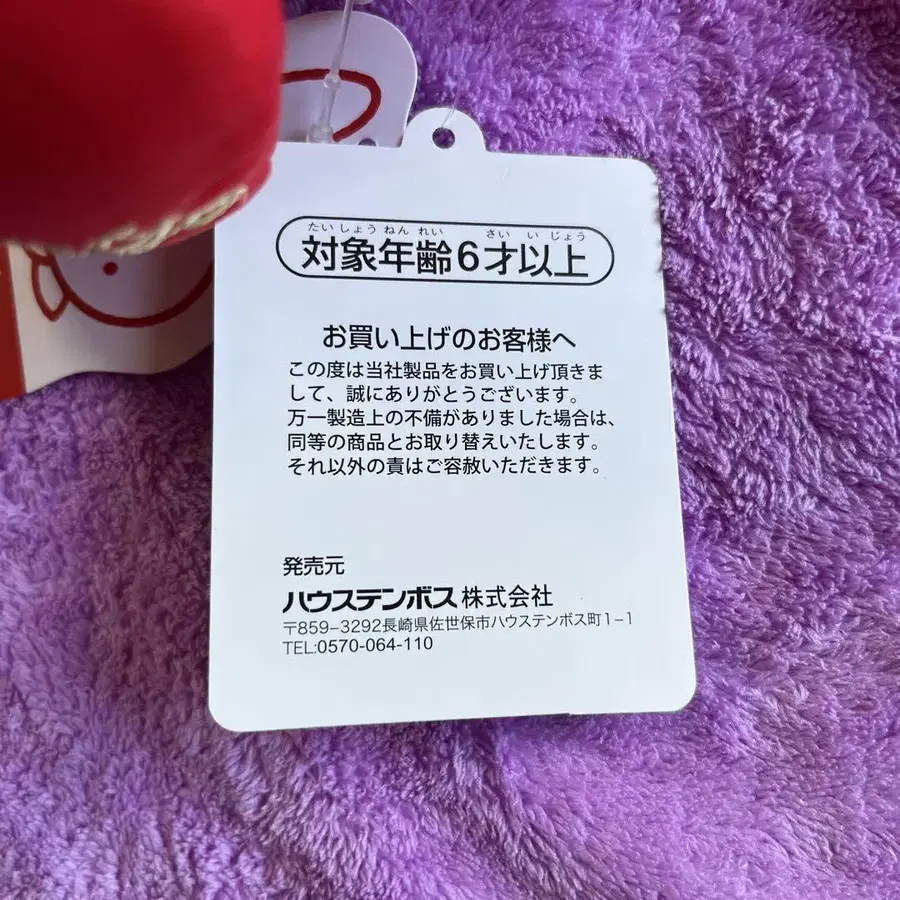 たいしょう ねん れい さい い じょう
対象年齢6才以上
お買い上げのお客様へ
この度は当社製品をお買い上げ頂きま
して、誠にありがとうございます。
万一製造上の不備がありました場合は、
同等の商品とお取り替えいたします。
それ以外の責はご容赦いただきます。
発売元
ハウステンボス株式会社
〒859-3292長崎県佐世保市ハウステンボス町1-1
TEL:0570-064-110